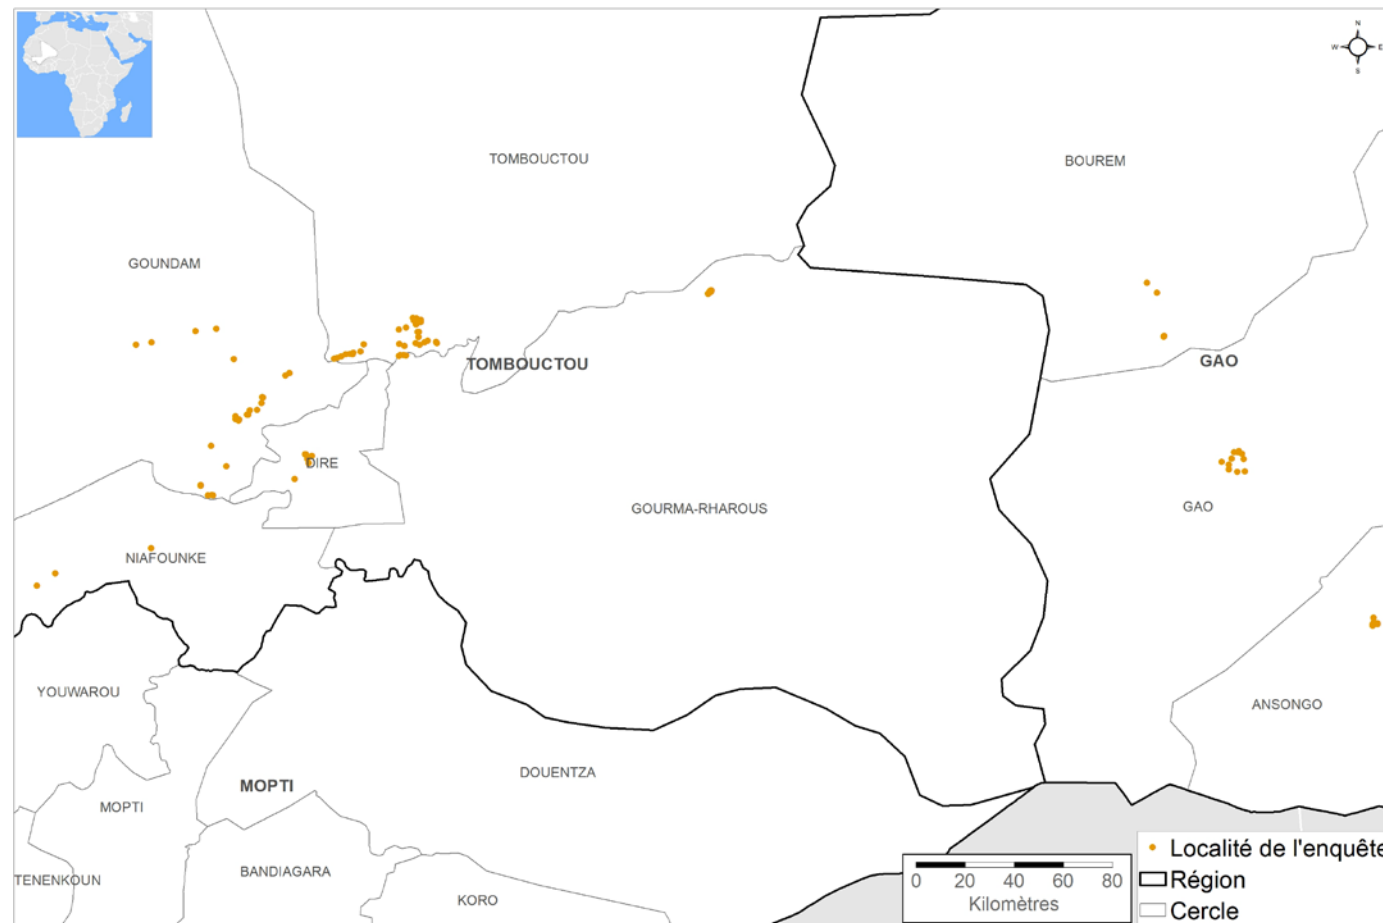 N
W E
S
TOMBOUCTOU
BOUREM
GOUNDAM
TOMBOUCTOU
GAO
DIRE
GOURMA-RHAROUS
GAO
NIAFOUNKE
YOUWAROU
ANSONGO
DOUENTZA
MOPTI
MOPTI
BANDIAGARA
TENENKOUN
KORO
0 20 40 60 80
Kilomètres
Localité de l'enquête
Région
Cercle